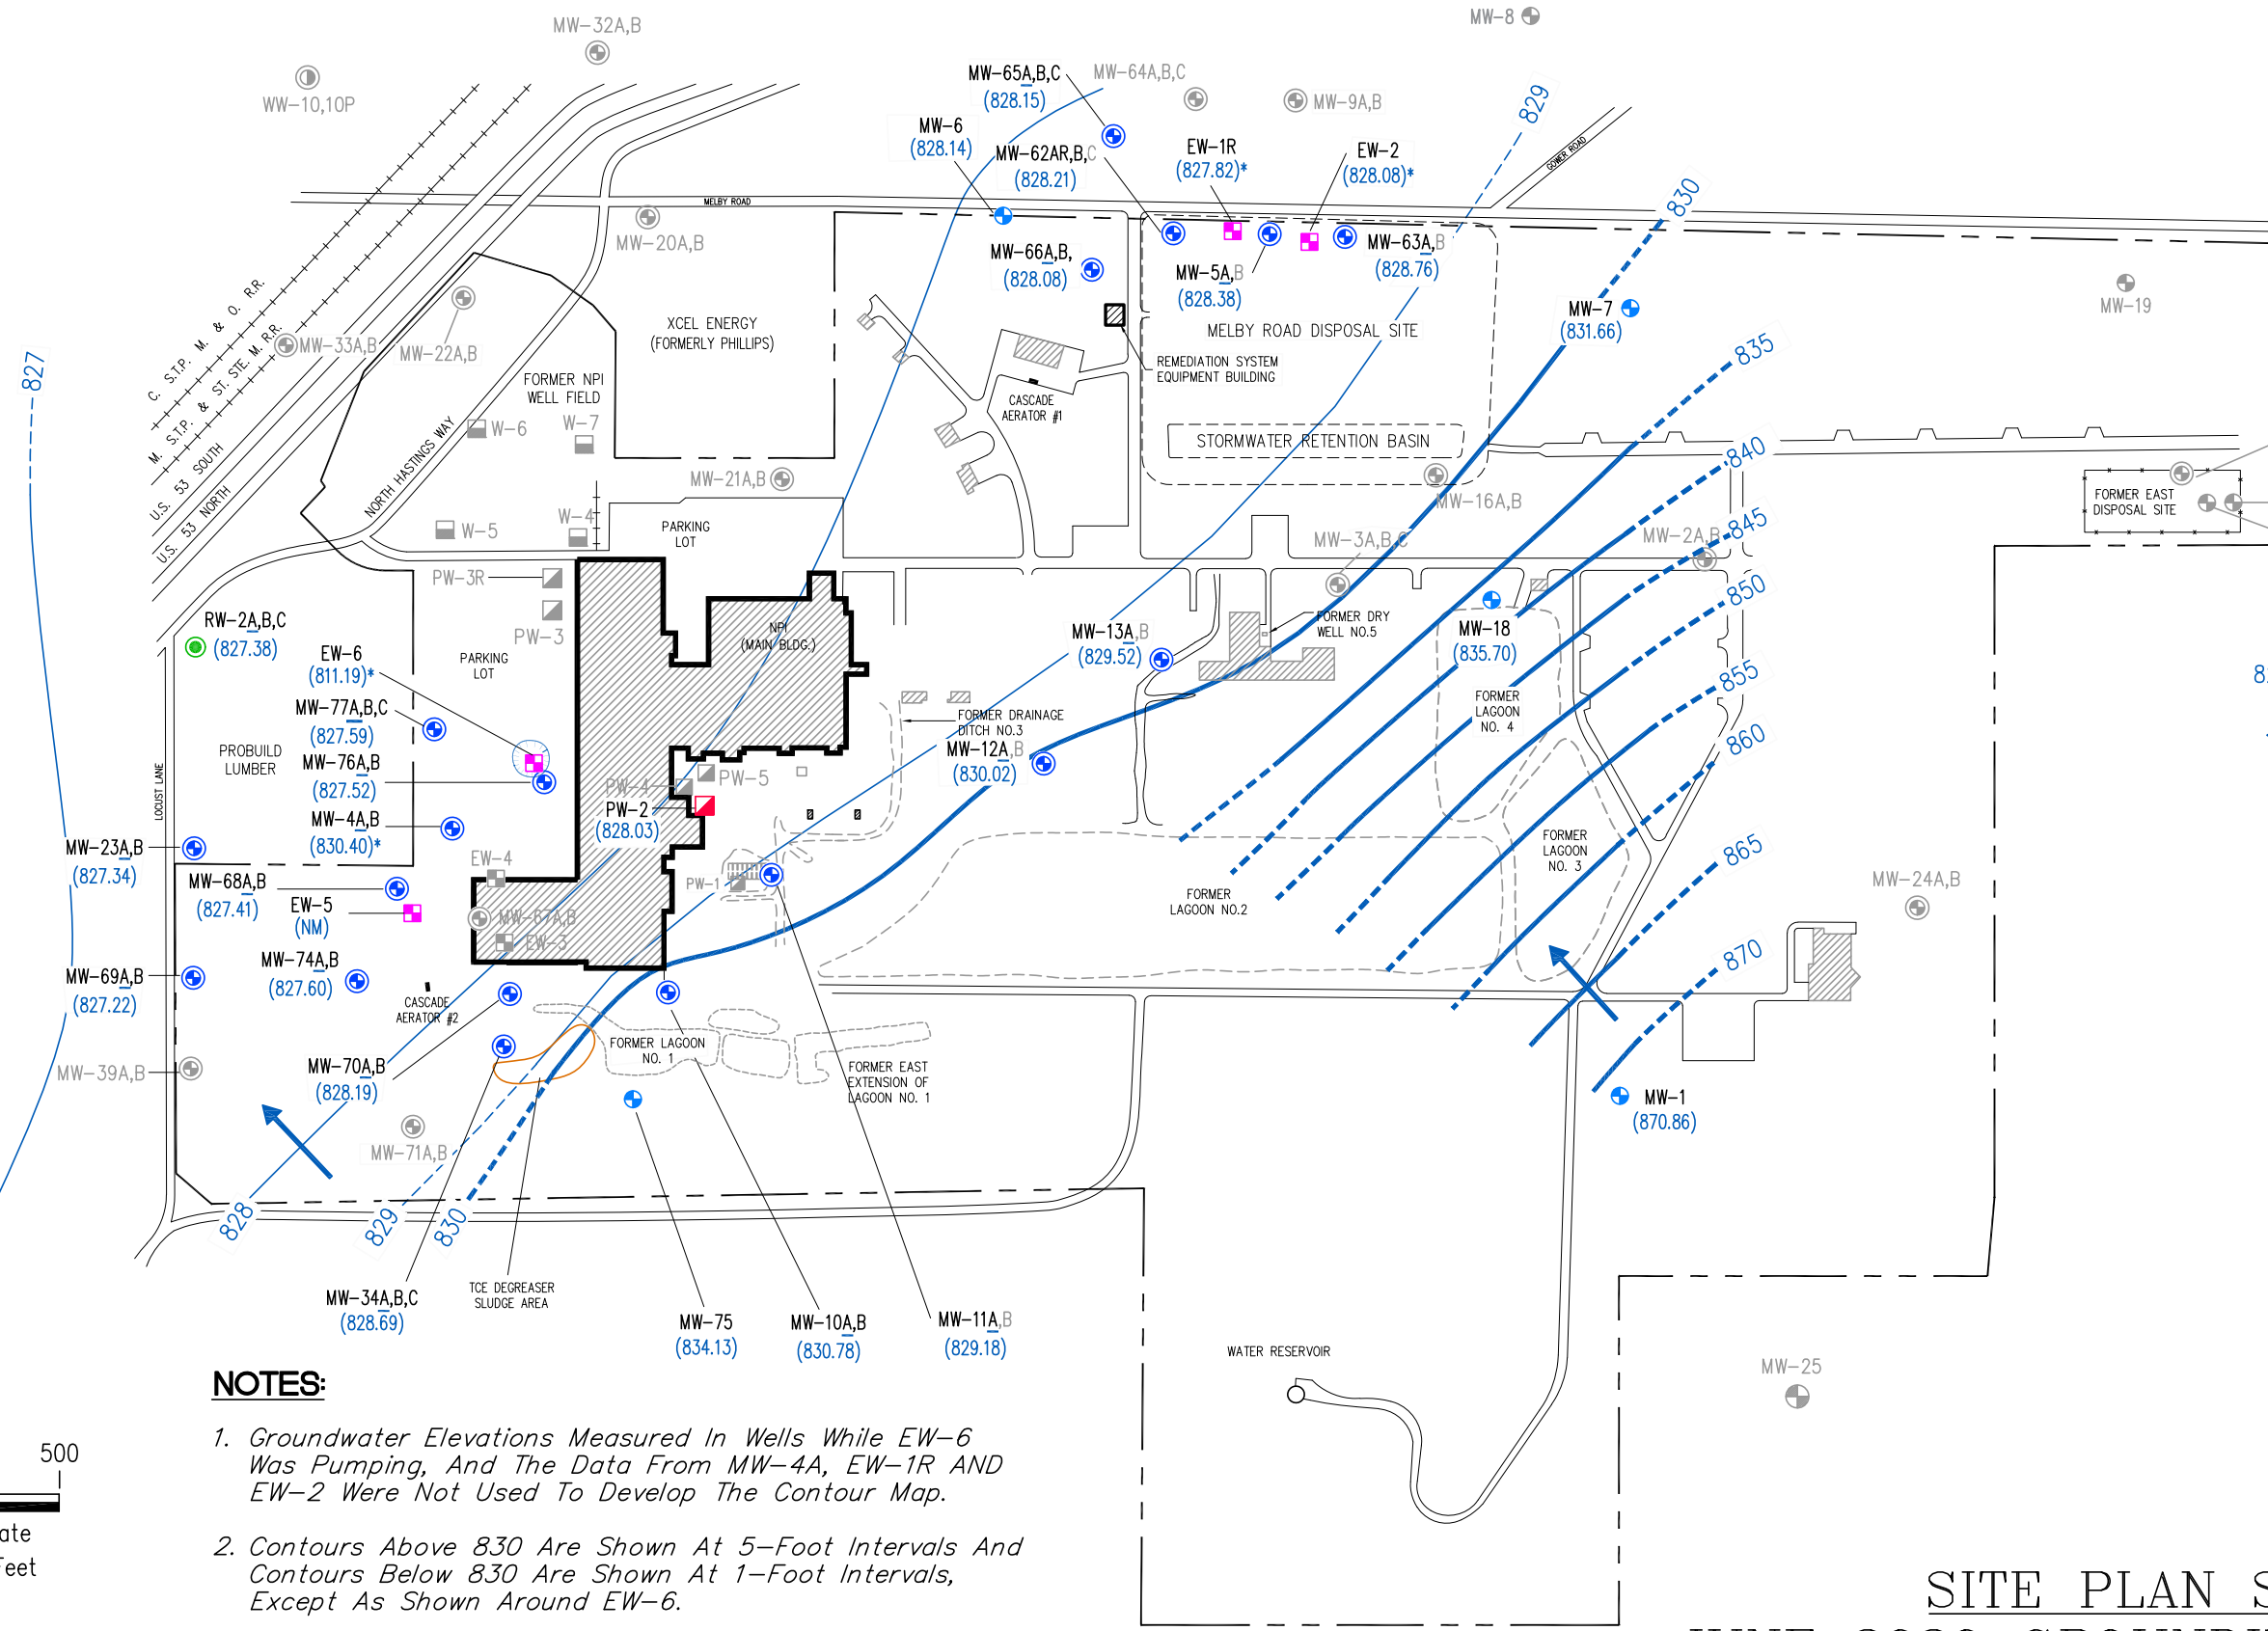 MW-32A,B
MW-8
WW-10,10P
MW-65A,B,C
(828.15)
MW-64A,B,C
MW-9A,B
829
MW-6
(828.14)
MW-62AR,B,C
(828.21)
EW-1R
(827.82)*
EW-2
(828.08)*
GOWER ROAD
830
MELBY ROAD
MW-20A,B
MW-66A,B,
(828.08)
MW-5A,B
(828.38)
MW-63A,B
(828.76)
MW-19
C. ST.P. M. & O. R.R.
M. ST.P. & ST. STE. M. R.R.
U.S. 53 SOUTH
U.S. 53 NORTH
NORTH HASTINGS WAY
MW-33A,B
MW-22A,B
XCEL ENERGY
(FORMERLY PHILLIPS)
MW-7
(831.66)
MELBY ROAD DISPOSAL SITE
REMEDIATION SYSTEM
EQUIPMENT BUILDING
835
827
FORMER NPI
WELL FIELD
CASCADE
AERATOR #1
W-6
W-7
STORMWATER RETENTION BASIN
840
MW-21A,B
MW-16A,B
FORMER EAST
DISPOSAL SITE
W-5
W-4
PARKING
LOT
MW-3A,B,C
MW-2A,B
845
PW-3R
PW-3
850
RW-2A,B,C
(827.38)
NPI
(MAIN BLDG.)
FORMER DRY
WELL NO.5
MW-13A,B
(829.52)
MW-18
(835.70)
EW-6
(811.19)*
PARKING
LOT
855
MW-77A,B,C
(827.59)
FORMER
LAGOON
NO. 4
FORMER DRAINAGE
DITCH NO.3
PROBUILD
LUMBER
MW-76A,B
(827.52)
MW-12A,B
(830.02)
860
LOCUST LANE
PW-4
PW-5
PW-2
(828.03)
MW-4A,B
(830.40)*
MW-23A,B
(827.34)
FORMER
LAGOON
NO. 3
865
EW-4
MW-68A,B
(827.41)
PW-1
MW-24A,B
EW-5
(NM)
FORMER
LAGOON NO.2
MW-67A,B
EW-3
870
MW-69A,B
(827.22)
MW-74A,B
(827.60)
CASCADE
AERATOR #2
FORMER LAGOON
NO. 1
MW-39A,B
MW-70A,B
(828.19)
FORMER EAST
EXTENSION OF
LAGOON NO. 1
MW-1
(870.86)
MW-71A,B
828
829
830
TCE DEGREASER
SLUDGE AREA
MW-34A,B,C
(828.69)
MW-75
(834.13)
MW-10A,B
(830.78)
MW-11A,B
(829.18)
WATER RESERVOIR
MW-25
NOTES:
1. Groundwater Elevations Measured In Wells While EW-6
Was Pumping, And The Data From MW-4A, EW-1R AND
EW-2 Were Not Used To Develop The Contour Map.
2. Contours Above 830 Are Shown At 5-Foot Intervals And
Contours Below 830 Are Shown At 1-Foot Intervals,
Except As Shown Around EW-6.
500
SITE PLAN